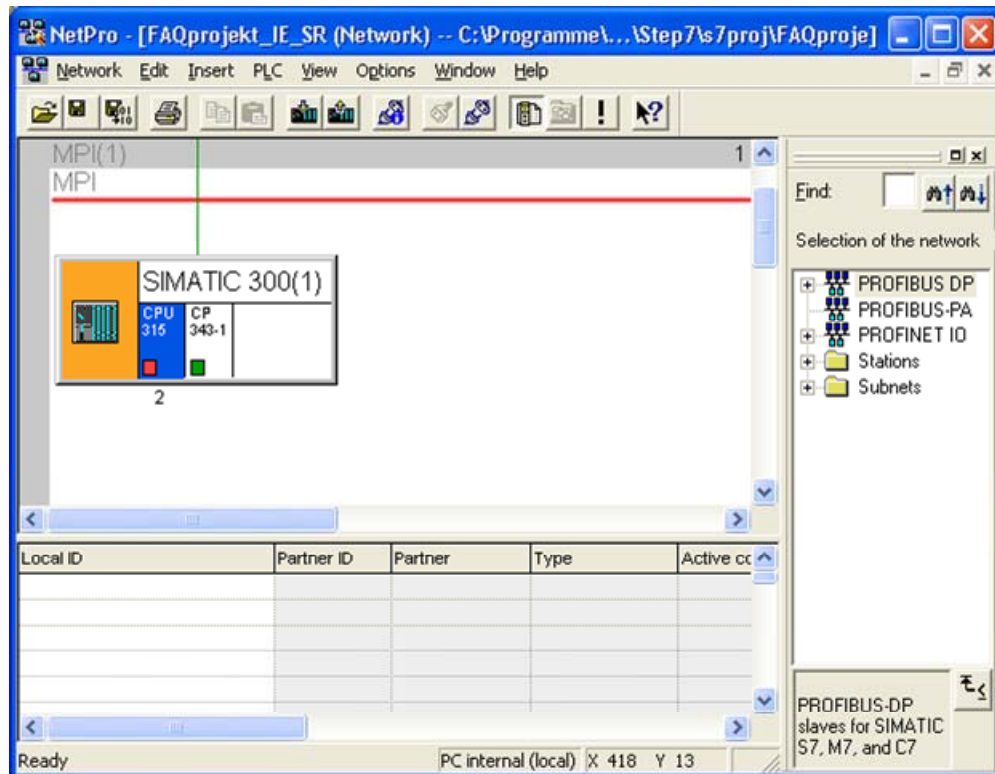 NetPro - [FAQprojekt_IE_SR (Network) -- C:\Programme\...\Step7\s7proj\FAQproje]
Network Edit Insert PLC View Options Window Help
MPI(1) 1
MPI
SIMATIC 300(1)
CPU 315
CP 343-1
2
Find:
Selection of the network
PROFIBUS DP
PROFIBUS-PA
PROFINET IO
Stations
Subnets
Local ID Partner ID Partner Type Active cc
PROFIBUS-DP
slaves for SIMATIC
S7, M7, and C7
Ready PC internal (local) X 418 Y 13